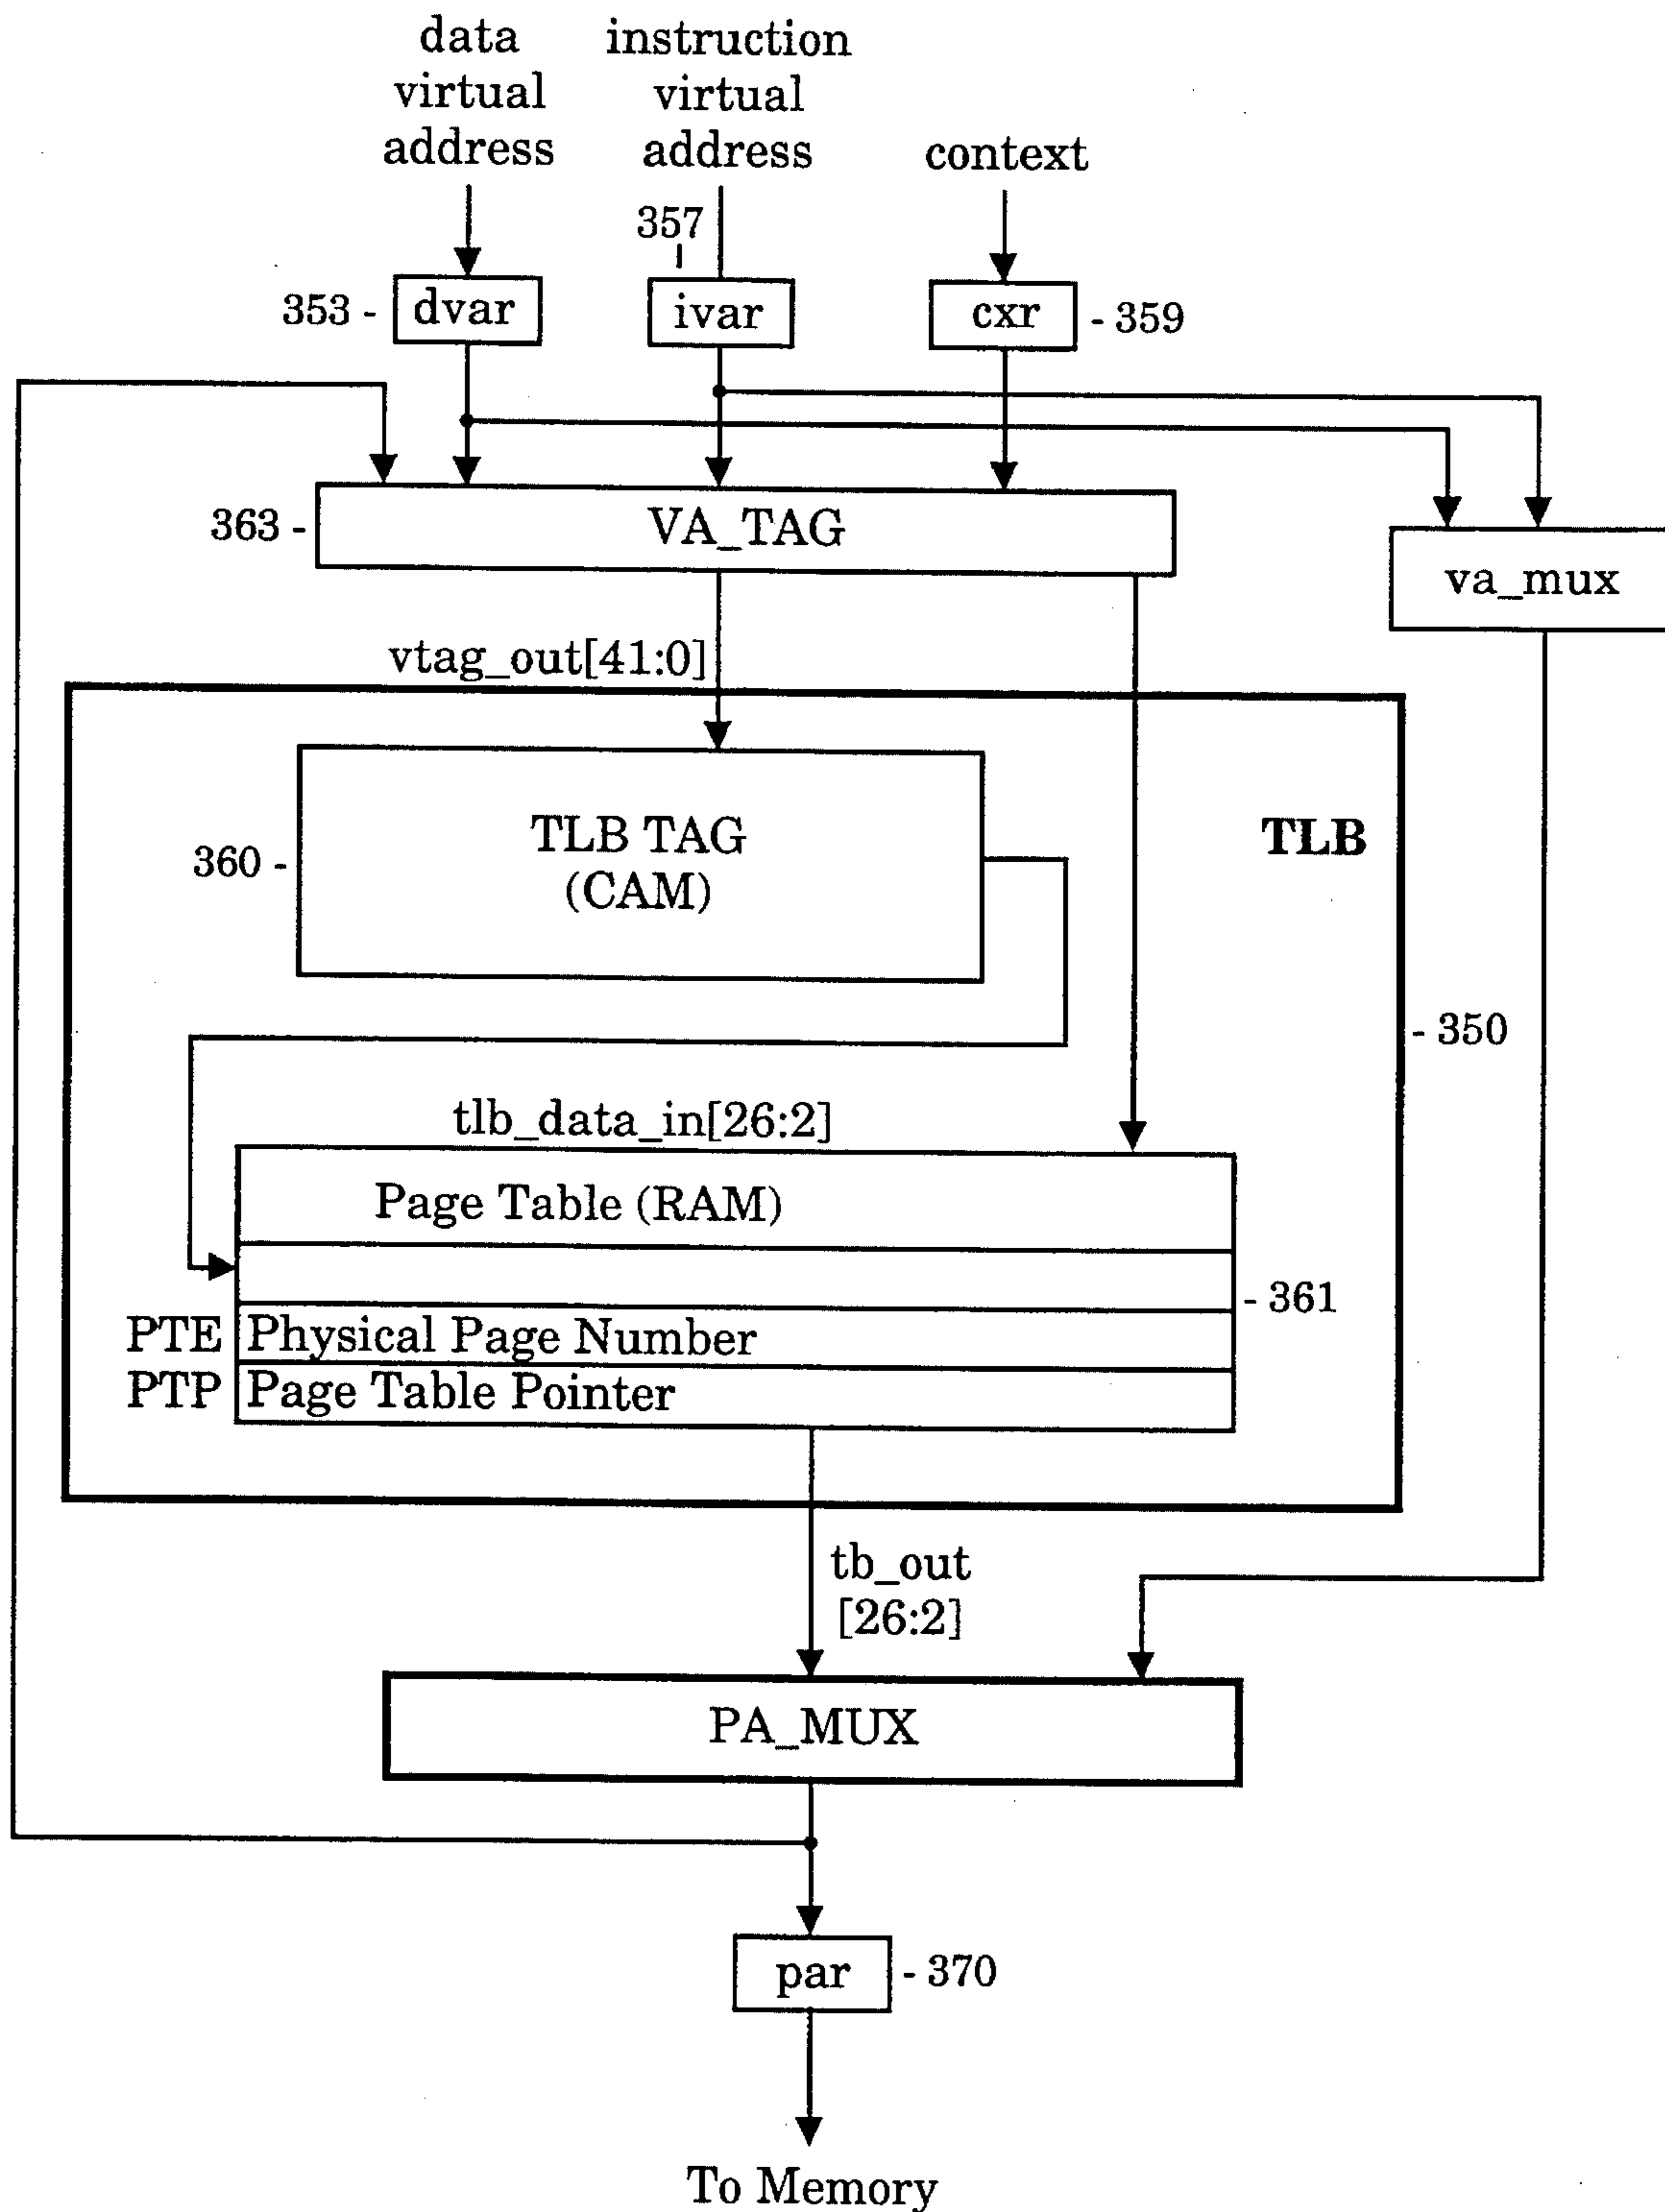 data
virtual
address
instruction
virtual
address
context
357
353 - dvar
ivar
cxr - 359
363 - VA_TAG
va_mux
vtag_out[41:0]
TLB TAG
(CAM)
360 -
TLB
- 350
tlb_data_in[26:2]
Page Table (RAM)
- 361
PTE Physical Page Number
PTP Page Table Pointer
tb_out
[26:2]
PA_MUX
par - 370
To Memory